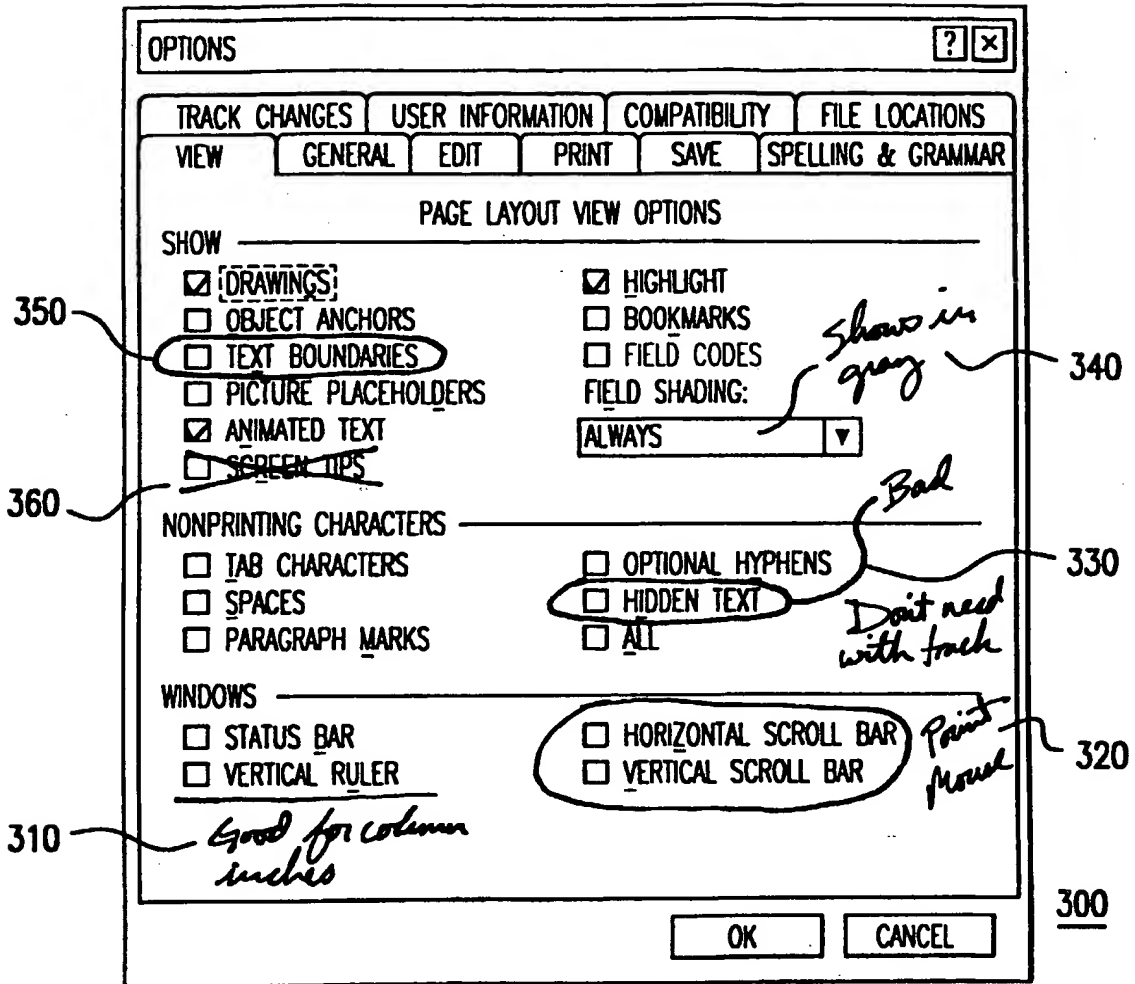 OPTIONS ? X
TRACK CHANGES USER INFORMATION COMPATIBILITY FILE LOCATIONS
VIEW GENERAL EDIT PRINT SAVE SPELLING & GRAMMAR
PAGE LAYOUT VIEW OPTIONS
SHOW
DRAWINGS
OBJECT ANCHORS
350
TEXT BOUNDARIES
PICTURE PLACEHOLDERS
ANIMATED TEXT
SCREEN TIPS
360
HIGHLIGHT
BOOKMARKS
FIELD CODES
FIELD SHADING:
ALWAYS
Shows in
gray
340
NONPRINTING CHARACTERS
TAB CHARACTERS
SPACES
PARAGRAPH MARKS
OPTIONAL HYPHENS
HIDDEN TEXT
ALL
Bad
330
Don't need
with track
WINDOWS
STATUS BAR
VERTICAL RULER
HORIZONTAL SCROLL BAR
VERTICAL SCROLL BAR
Point
Mouse
320
310
Good for column
inches
300
OK CANCEL